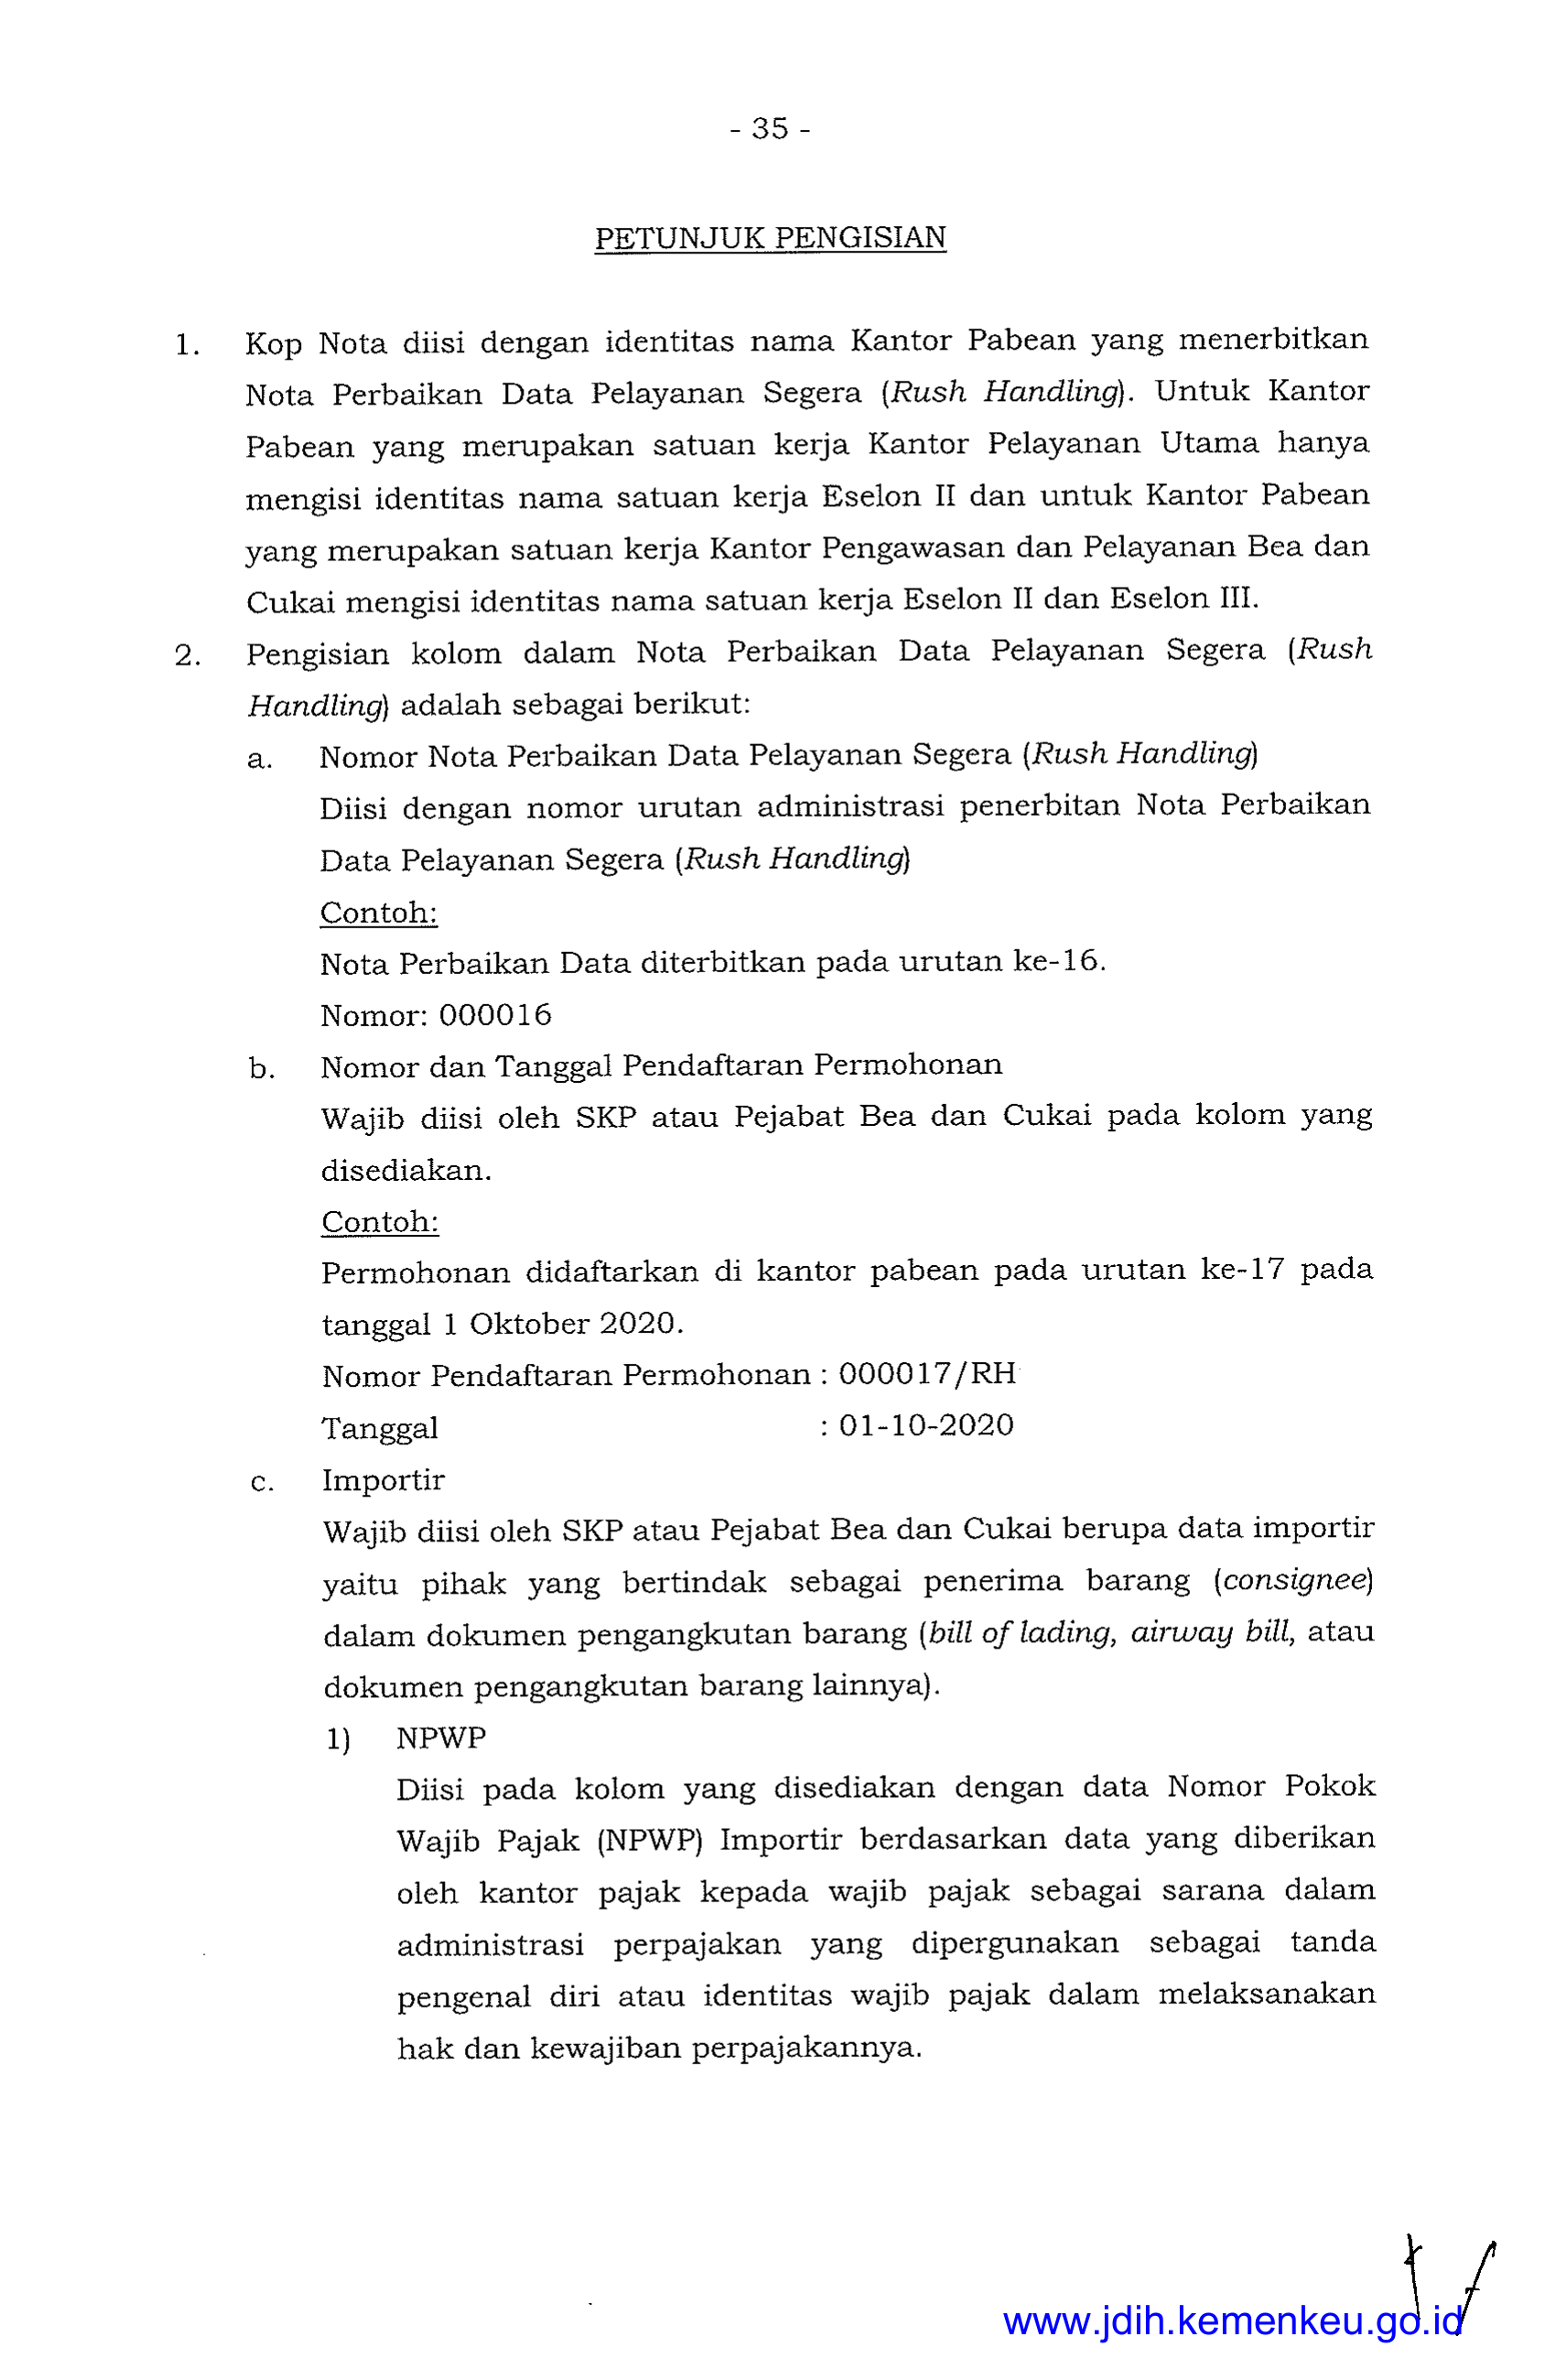 - 35 -
PETUNJUK PENGISIAN
1. Kop Nota diisi dengan identitas nama Kantor Pabean yang menerbitkan
Nota Perbaikan Data Pelayanan Segera (Rush Handling). Untuk Kantor
Pabean yang merupakan satuan kerja Kantor Pelayanan Utama hanya
mengisi identitas nama satuan kerja Eselon II dan untuk Kantor Pabean
yang merupakan satuan kerja Kantor Pengawasan dan Pelayanan Bea dan
Cukai mengisi identitas nama satuan kerja Eselon II dan Eselon III.
2. Pengisian kolom dalam Nota Perbaikan Data Pelayanan Segera (Rush
Handling) adalah sebagai berikut:
a. Nomor Nota Perbaikan Data Pelayanan Segera (Rush Handling)
Diisi dengan nomor urutan administrasi penerbitan Nota Perbaikan
Data Pelayanan Segera (Rush Handling)
Contoh:
Nota Perbaikan Data diterbitkan pada urutan ke-16.
Nomor: 000016
b. Nomor dan Tanggal Pendaftaran Permohonan
Wajib diisi oleh SKP atau Pejabat Bea dan Cukai pada kolom yang
disediakan.
Contoh:
Permohonan didaftarkan di kantor pabean pada urutan ke-17 pada
tanggal 1 Oktober 2020.
Nomor Pendaftaran Permohonan : 000017/RH
Tanggal : 01-10-2020
c. Importir
Wajib diisi oleh SKP atau Pejabat Bea dan Cukai berupa data importir
yaitu pihak yang bertindak sebagai penerima barang (consignee)
dalam dokumen pengangkutan barang (bill of lading, airway bill, atau
dokumen pengangkutan barang lainnya).
1) NPWP
Diisi pada kolom yang disediakan dengan data Nomor Pokok
Wajib Pajak (NPWP) Importir berdasarkan data yang diberikan
oleh kantor pajak kepada wajib pajak sebagai sarana dalam
administrasi perpajakan yang dipergunakan sebagai tanda
pengenal diri atau identitas wajib pajak dalam melaksanakan
hak dan kewajiban perpajakannya.
www.jdih.kemenkeu.go.id